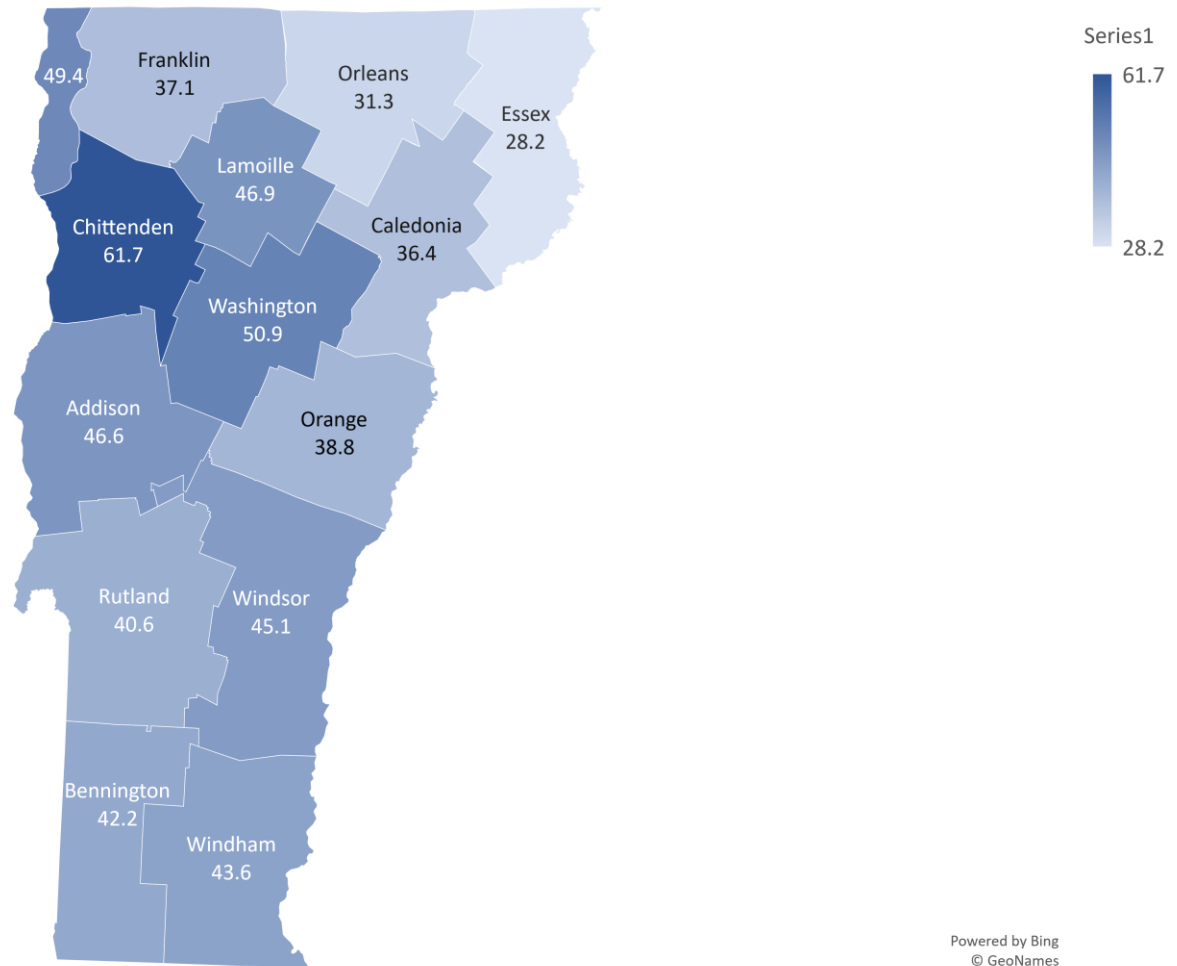 Series1
61.7
28.2
49.4
Franklin
37.1
Orleans
31.3
Essex
28.2
Lamoille
46.9
Chittenden
61.7
Caledonia
36.4
Washington
50.9
Addison
46.6
Orange
38.8
Rutland
40.6
Windsor
45.1
Bennington
42.2
Windham
43.6
Powered by Bing
© GeoNames